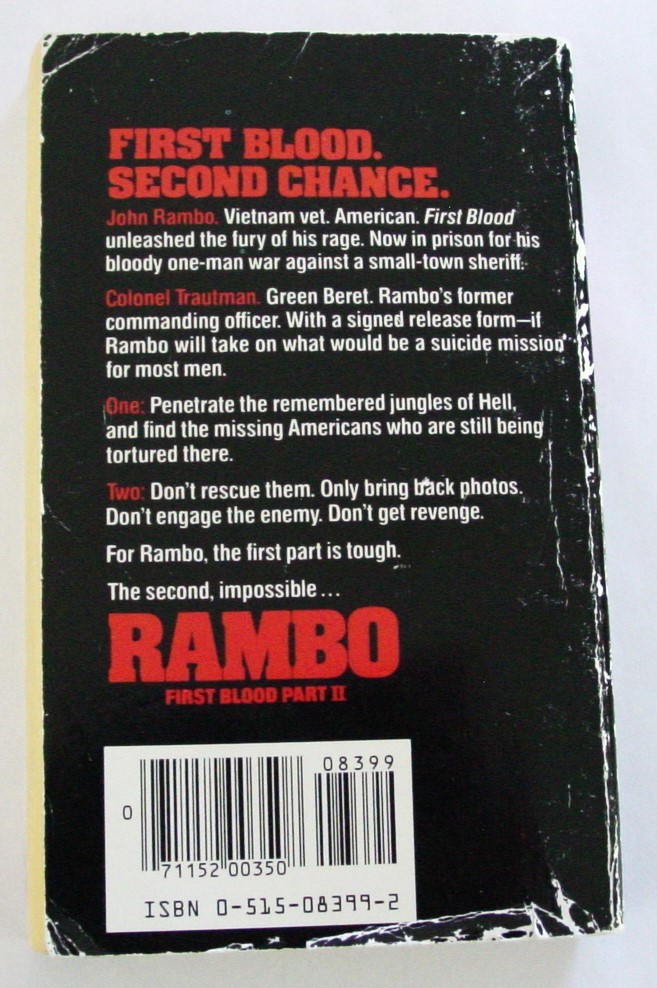 FIRST BLOOD.
SECOND CHANCE.
John Rambo. Vietnam vet. American. First Blood
unleashed the fury of his rage. Now in prison for his
bloody one-man war against a small-town sheriff.
Colonel Trautman. Green Beret. Rambo's former
commanding officer. With a signed release form—if
Rambo will take on what would be a suicide mission
for most men.
One: Penetrate the remembered jungles of Hell,
and find the missing Americans who are still being
tortured there.
Two: Don't rescue them. Only bring back photos.
Don't engage the enemy. Don't get revenge.
For Rambo, the first part is tough.
The second, impossible...
RAMBO
FIRST BLOOD PART II
08399
0
71152 00350
ISBN 0-515-08399-2